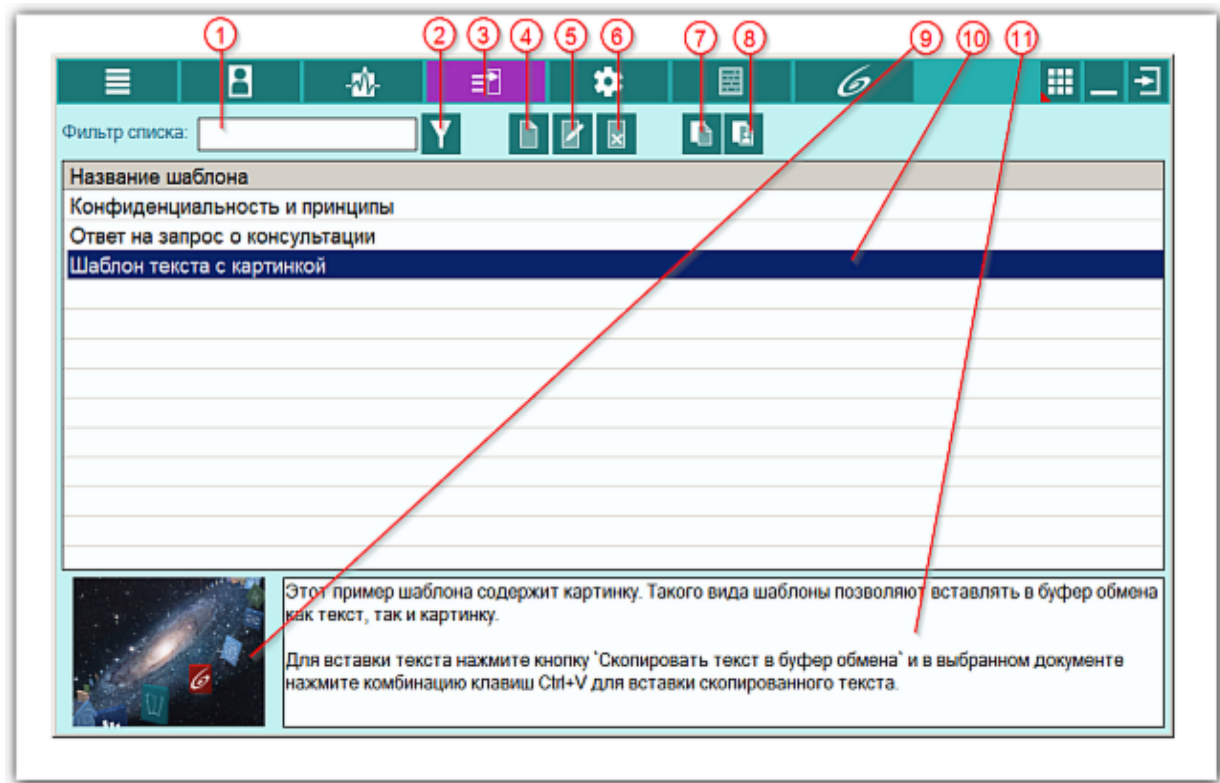 1 2 3 4 5 6 7 8 9 10 11
Фильтр списка:
Название шаблона
Конфиденциальность и принципы
Ответ на запрос о консультации
Шаблон текста с картинкой
Этот пример шаблона содержит картинку. Такого вида шаблоны позволяют вставлять в буфер обмена
как текст, так и картинку.
Для вставки текста нажмите кнопку `Скопировать текст в буфер обмена` и в выбранном документе
нажмите комбинацию клавиш Ctrl+V для вставки скопированного текста.